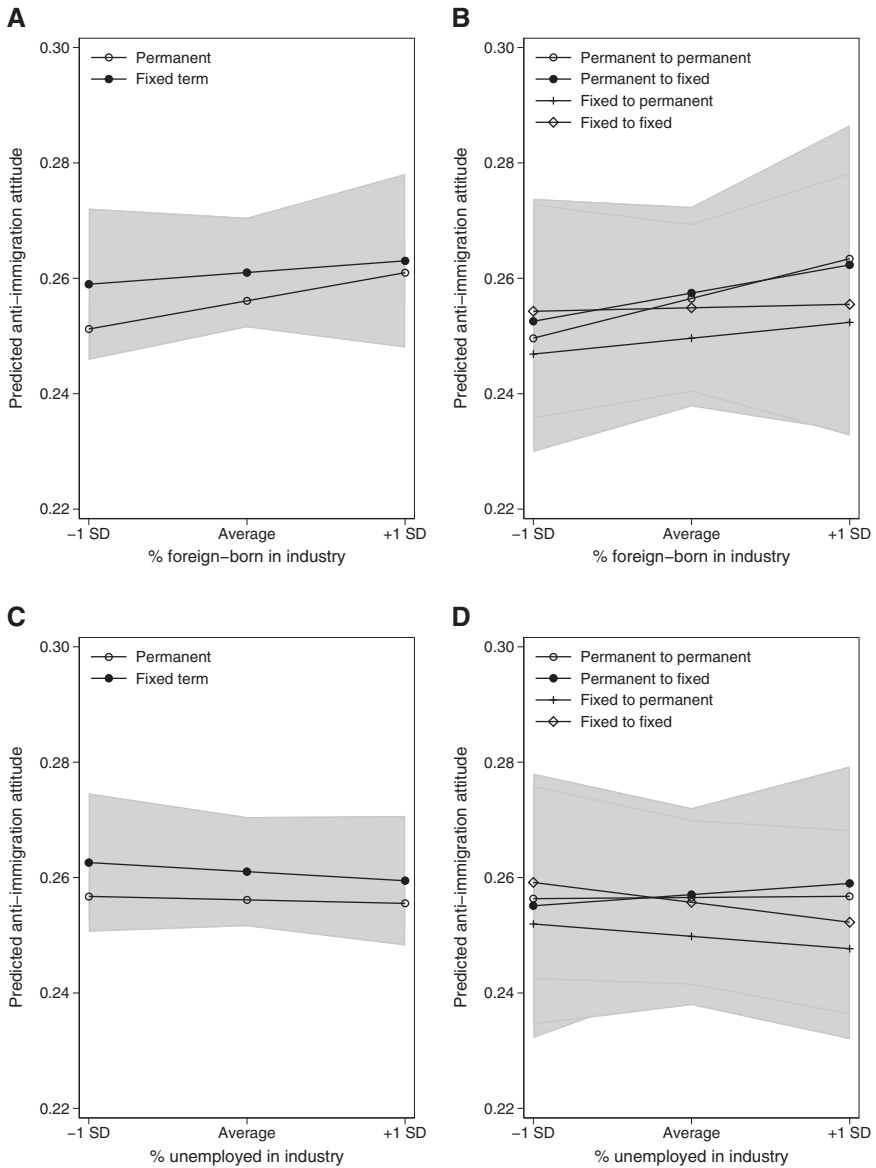 A
Predicted anti−immigration attitude
0.30
0.28
0.26
0.24
0.22
Permanent
Fixed term
−1 SD
Average
+1 SD
% foreign−born in industry
B
Predicted anti−immigration attitude
0.30
0.28
0.26
0.24
0.22
Permanent to permanent
Permanent to fixed
Fixed to permanent
Fixed to fixed
−1 SD
Average
+1 SD
% foreign−born in industry
C
Predicted anti−immigration attitude
0.30
0.28
0.26
0.24
0.22
Permanent
Fixed term
−1 SD
Average
+1 SD
% unemployed in industry
D
Predicted anti−immigration attitude
0.30
0.28
0.26
0.24
0.22
Permanent to permanent
Permanent to fixed
Fixed to permanent
Fixed to fixed
−1 SD
Average
+1 SD
% unemployed in industry